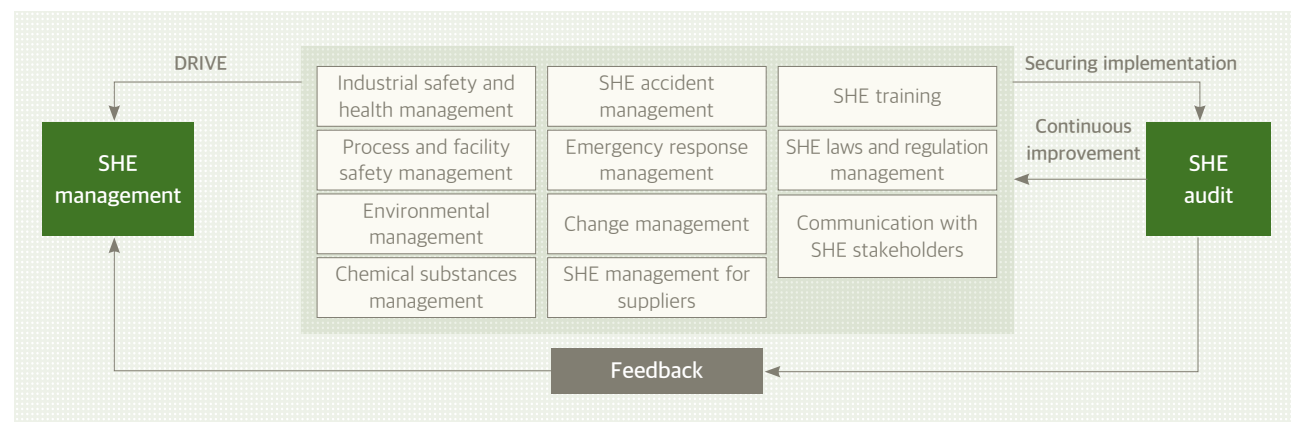 DRIVE
SHE
management
Industrial safety and
health management
Process and facility
safety management
Environmental
management
Chemical substances
management
SHE accident
management
Emergency response
management
Change management
SHE management for
suppliers
SHE training
SHE laws and regulation
management
Communication with
SHE stakeholders
Securing implementation
Continuous
improvement
SHE
audit
Feedback